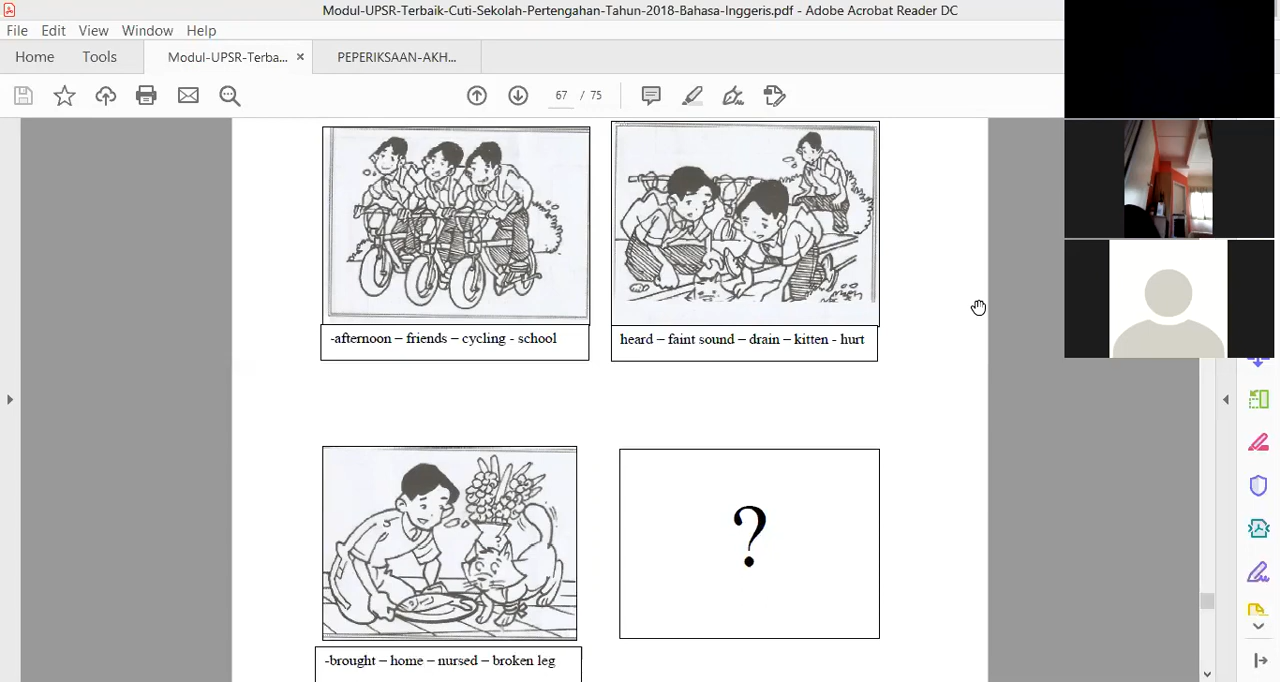 Modul-UPSR-Terbaik-Cuti-Sekolah-Pertengahan-Tahun-2018-Bahasa-Inggeris.pdf - Adobe Acrobat Reader DC
File Edit View Window Help
Home Tools Modul-UPSR-Terba... × PEPERIKSAAN-AKH...
67 / 75
-afternoon – friends – cycling - school
heard – faint sound – drain – kitten - hurt
?
-brought – home – nursed – broken leg